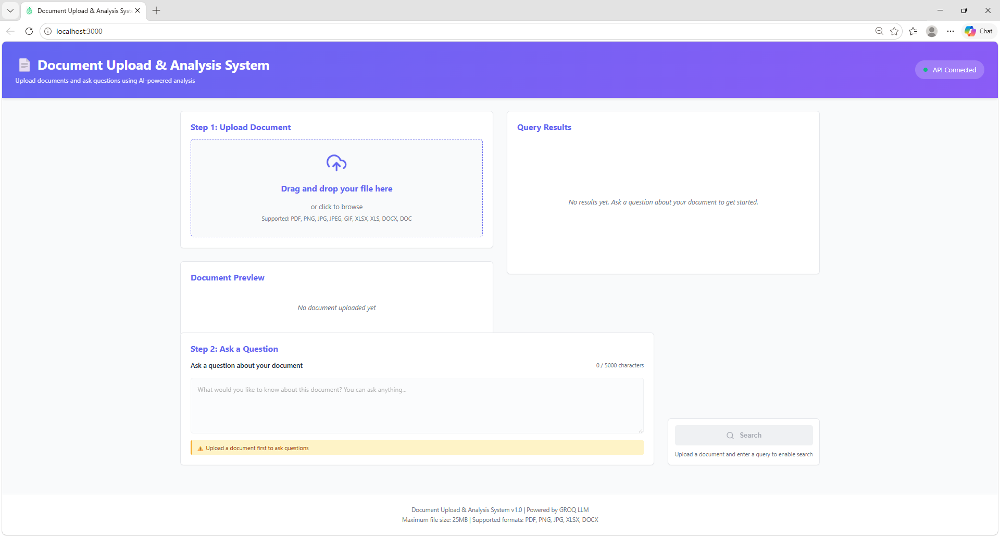 Document Upload & Analysis Syst
localhost:3000
Chat
Document Upload & Analysis System
Upload documents and ask questions using AI-powered analysis
API Connected
Step 1: Upload Document
Drag and drop your file here
or click to browse
Supported: PDF, PNG, JPG, JPEG, GIF, XLSX, XLS, DOCX, DOC
Query Results
No results yet. Ask a question about your document to get started.
Document Preview
No document uploaded yet
Step 2: Ask a Question
Ask a question about your document
0 / 5000 characters
What would you like to know about this document? You can ask anything...
Upload a document first to ask questions
Search
Upload a document and enter a query to enable search
Document Upload & Analysis System v1.0 | Powered by GROQ LLM
Maximum file size: 25MB | Supported formats: PDF, PNG, JPG, XLSX, DOCX